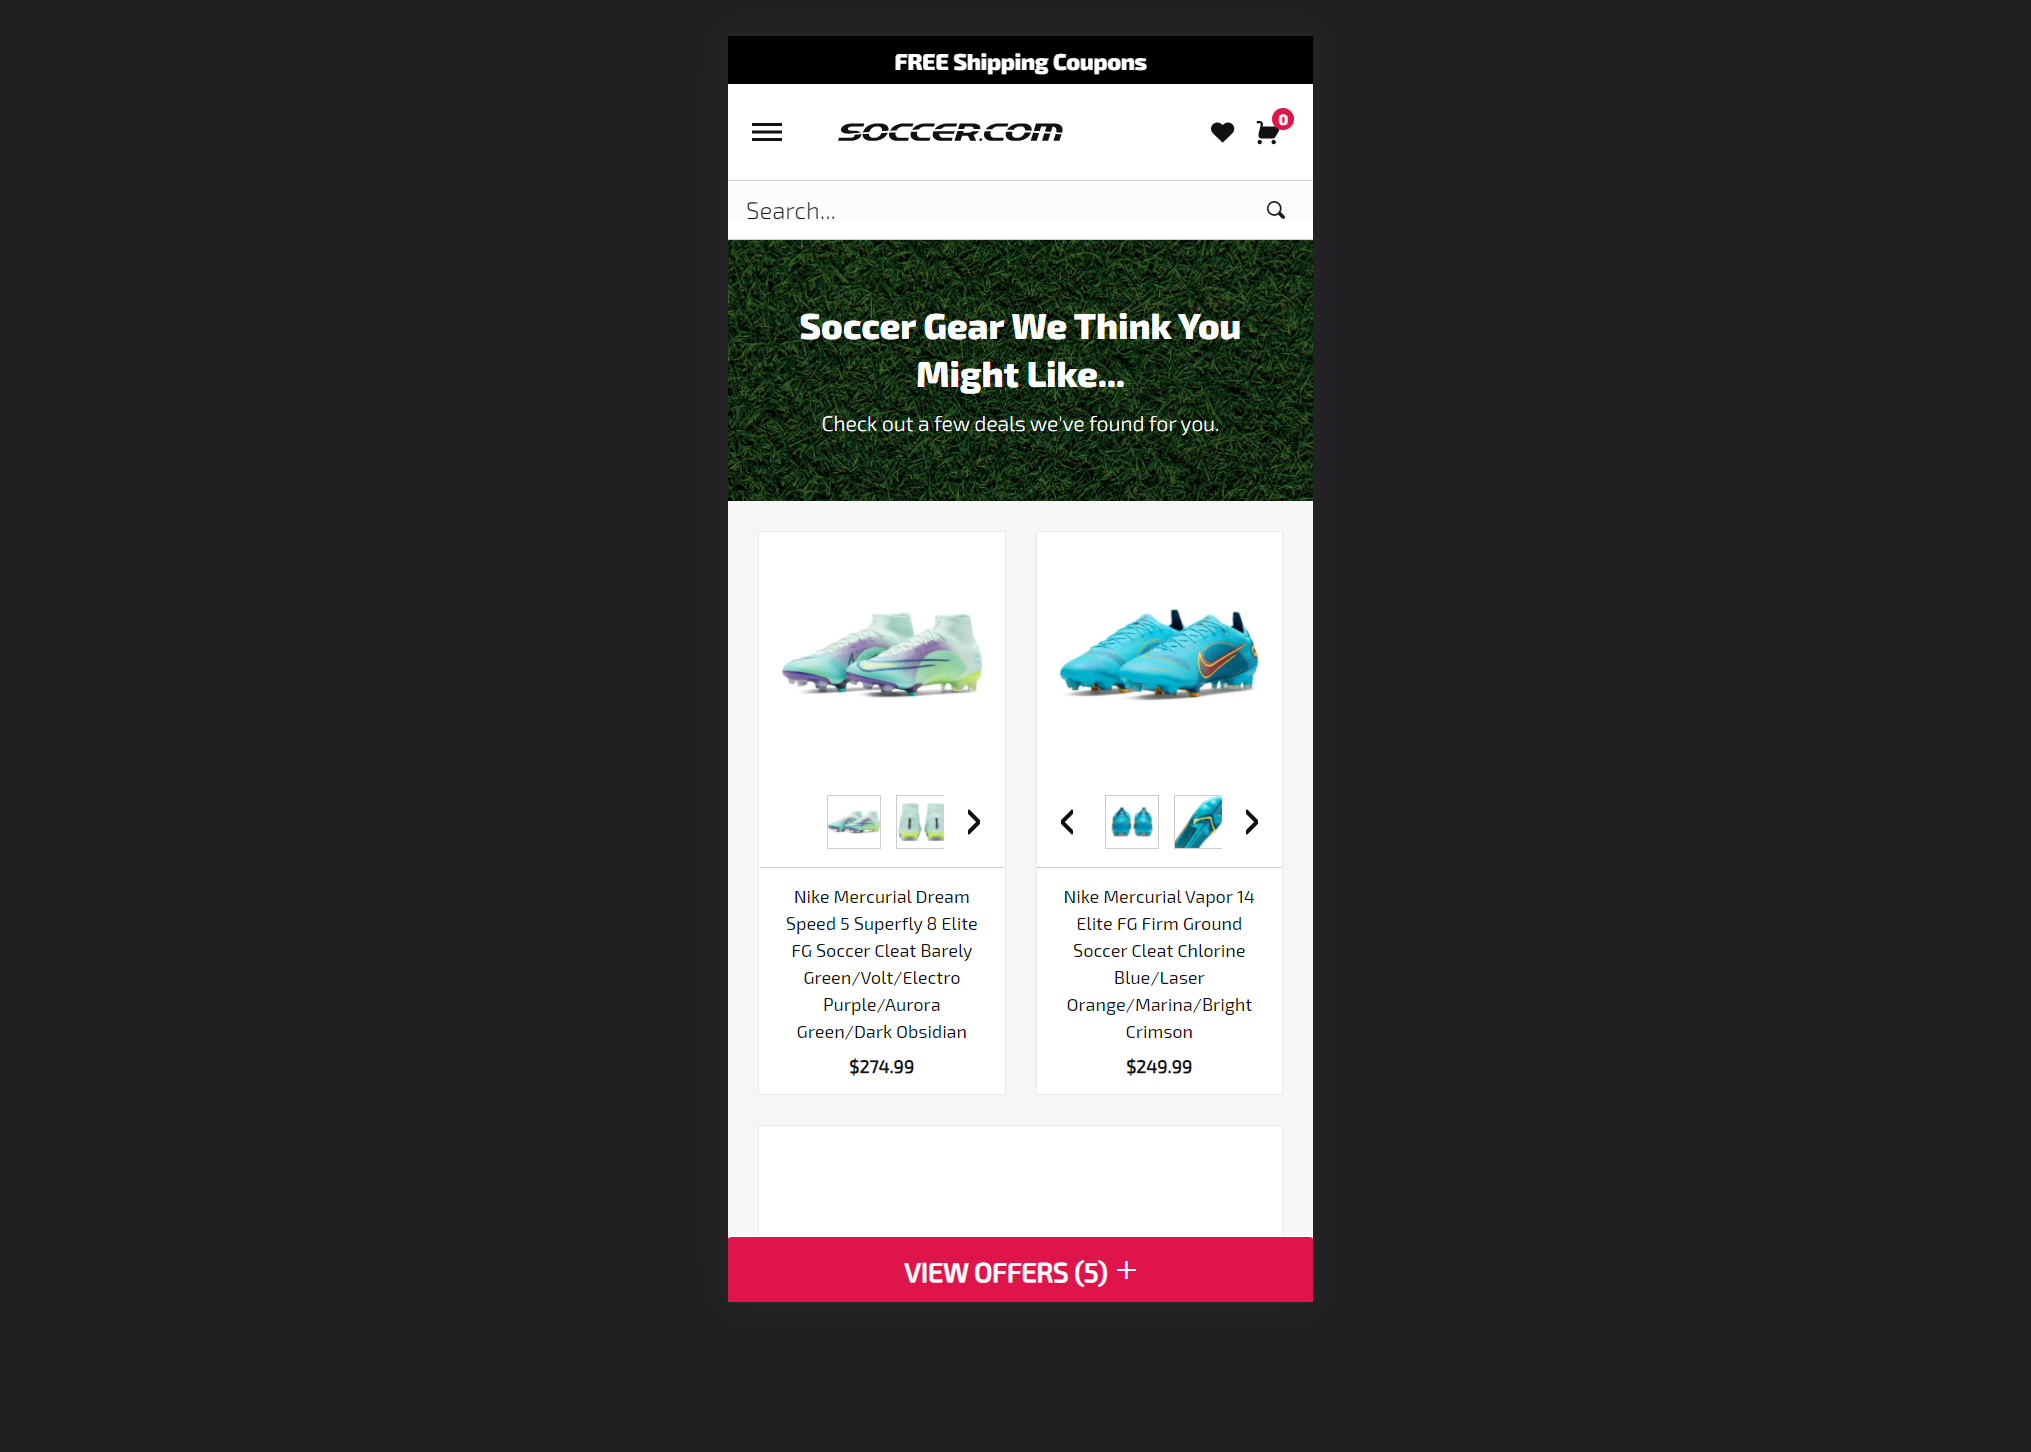 FREE Shipping Coupons
SOCCER.COM
0
Search...
Soccer Gear We Think You
Might Like...
Check out a few deals we've found for you.
Nike Mercurial Dream
Speed 5 Superfly 8 Elite
FG Soccer Cleat Barely
Green/Volt/Electro
Purple/Aurora
Green/Dark Obsidian
$274.99
Nike Mercurial Vapor 14
Elite FG Firm Ground
Soccer Cleat Chlorine
Blue/Laser
Orange/Marina/Bright
Crimson
$249.99
VIEW OFFERS (5) +